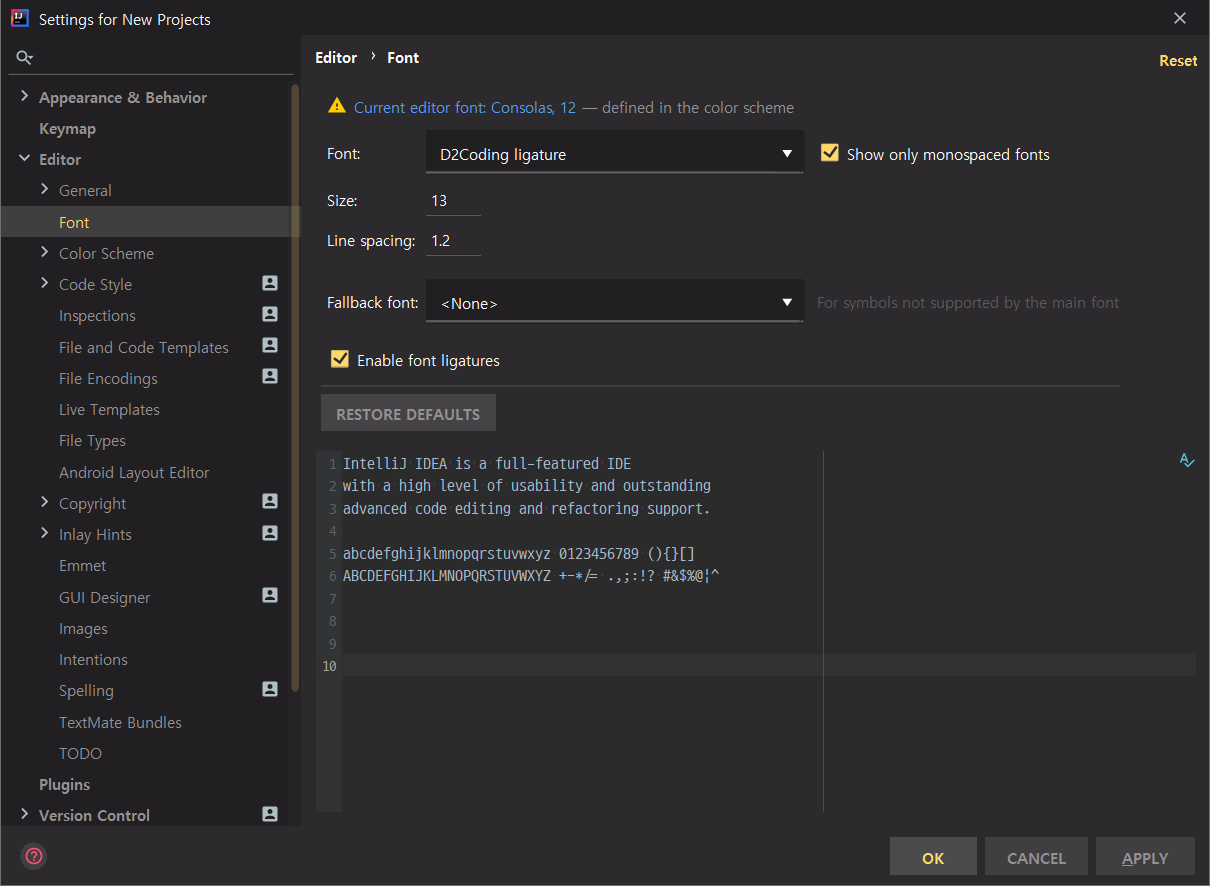 Settings for New Projects
Appearance & Behavior
Keymap
Editor
General
Font
Color Scheme
Code Style
Inspections
File and Code Templates
File Encodings
Live Templates
File Types
Android Layout Editor
Copyright
Inlay Hints
Emmet
GUI Designer
Images
Intentions
Spelling
TextMate Bundles
TODO
Plugins
Version Control
Editor › Font
Reset
Current editor font: Consolas, 12 — defined in the color scheme
Font: D2Coding ligature Show only monospaced fonts
Size: 13
Line spacing: 1.2
Fallback font: <None> For symbols not supported by the main font
Enable font ligatures
RESTORE DEFAULTS
1 IntelliJ IDEA is a full-featured IDE
2 with a high level of usability and outstanding
3 advanced code editing and refactoring support.
4
5 abcdefghijklmnopqrstuvwxyz 0123456789 (){}[]
6 ABCDEFGHIJKLMNOPQRSTUVWXYZ +-*/= .,;:!? #&$%@¦^
7
8
9
10
OK CANCEL APPLY